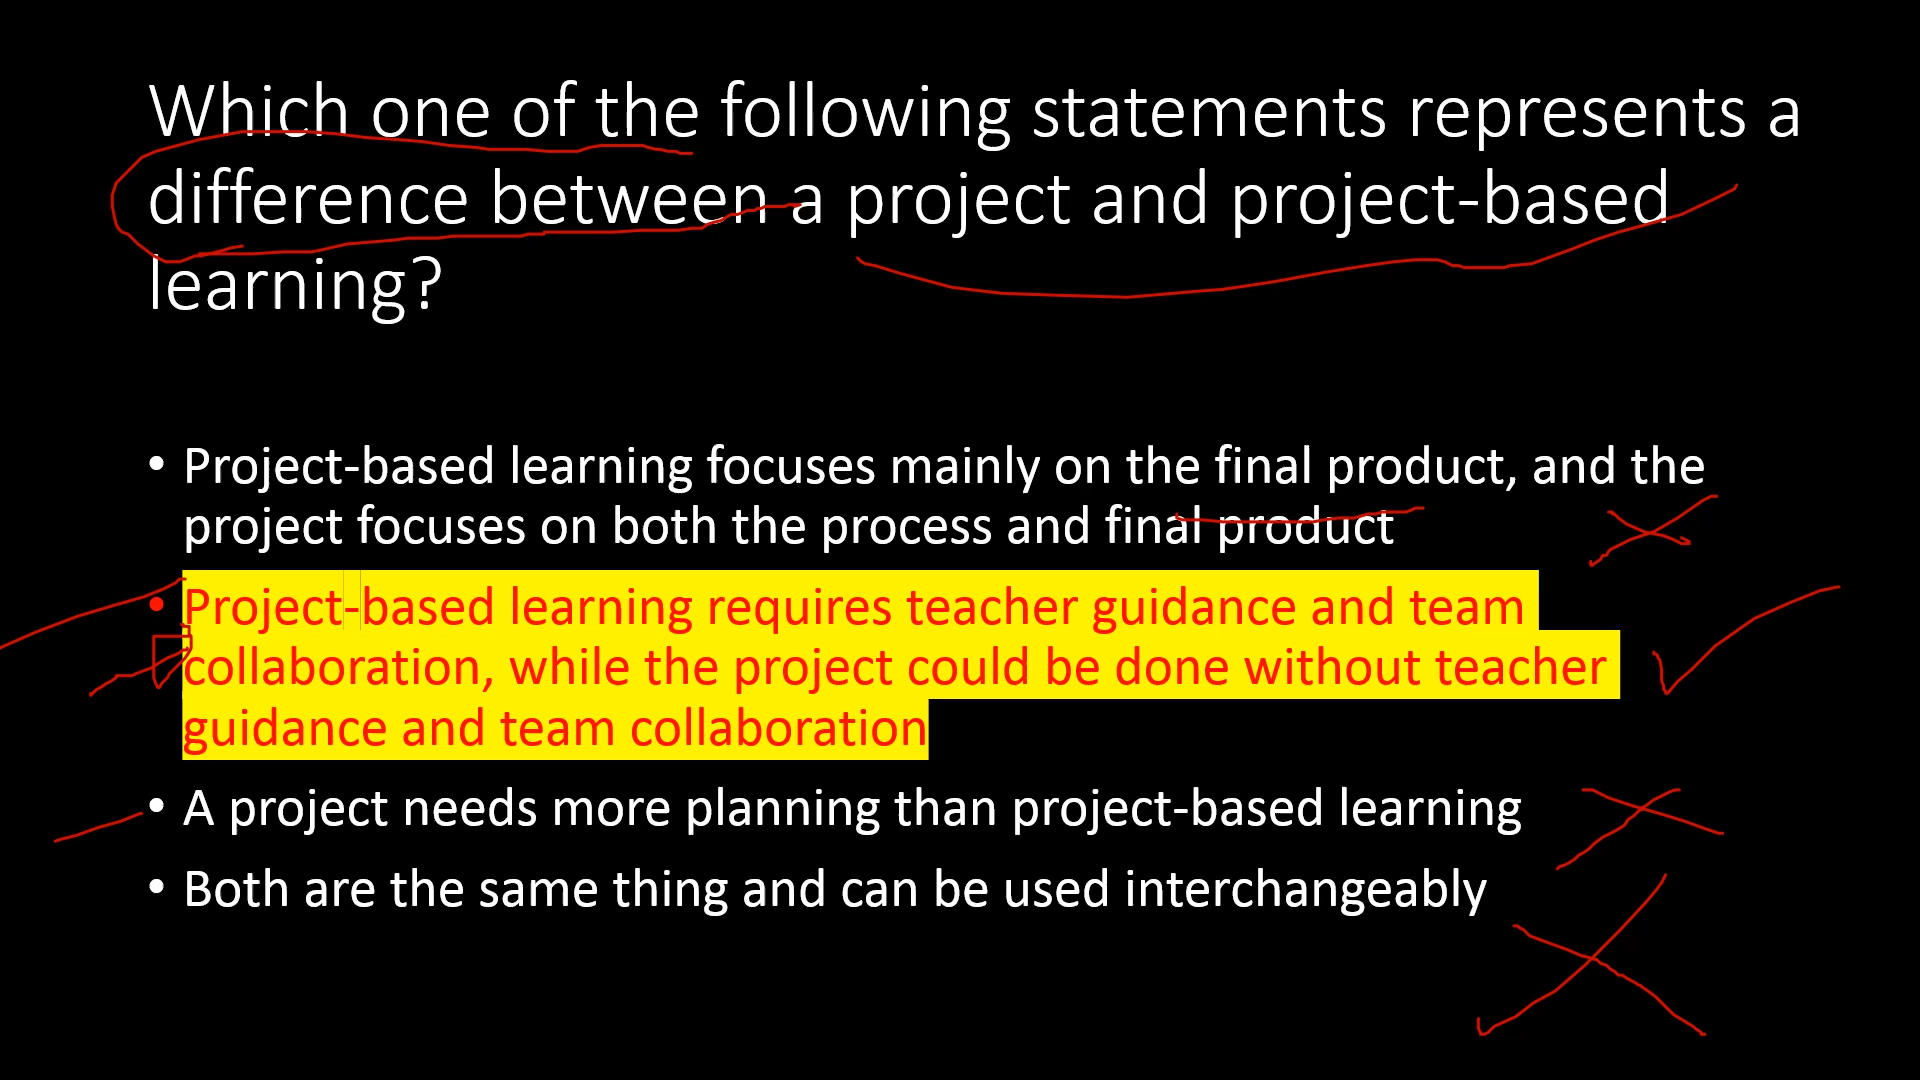 Which one of the following statements represents a
difference between a project and project-based
learning?
• Project-based learning focuses mainly on the final product, and the
project focuses on both the process and final product
• Project-based learning requires teacher guidance and team
collaboration, while the project could be done without teacher
guidance and team collaboration
• A project needs more planning than project-based learning
• Both are the same thing and can be used interchangeably